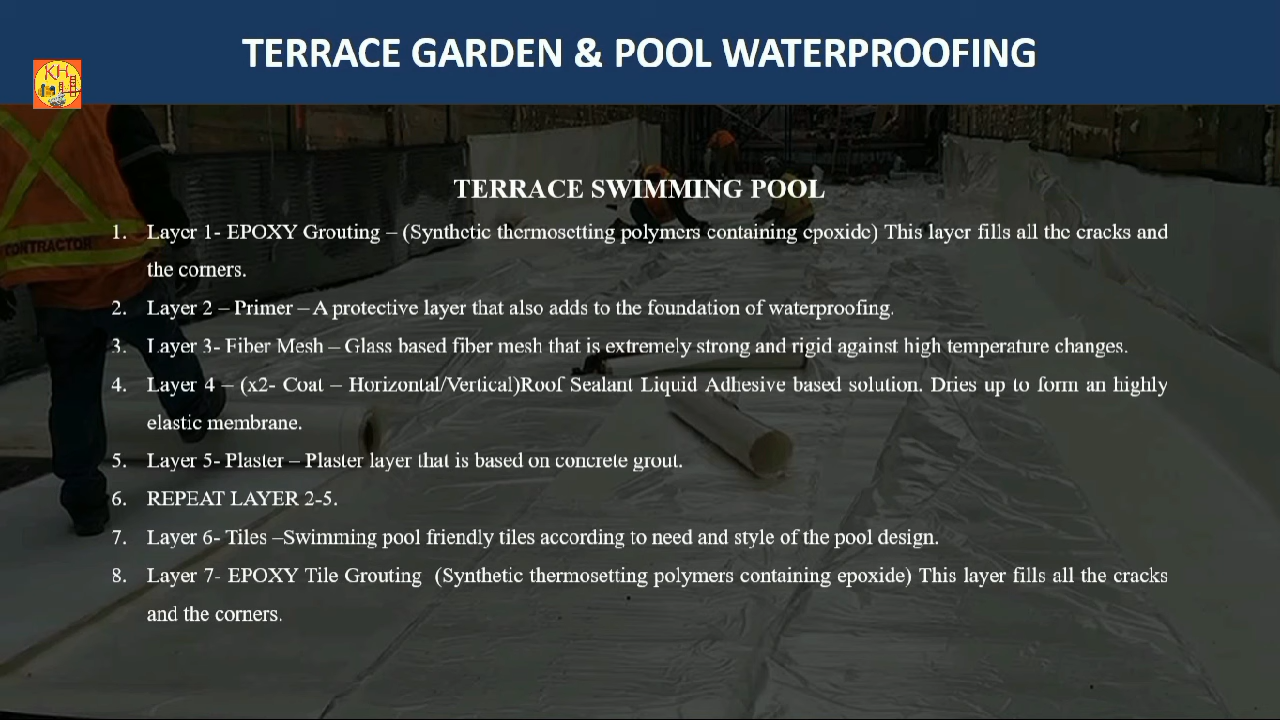 TERRACE GARDEN & POOL WATERPROOFING
KH
CONTRACTOR
TERRACE SWIMMING POOL
1. Layer 1- EPOXY Grouting – (Synthetic thermosetting polymers containing epoxide) This layer fills all the cracks and
the corners.
2. Layer 2 – Primer – A protective layer that also adds to the foundation of waterproofing.
3. Layer 3- Fiber Mesh – Glass based fiber mesh that is extremely strong and rigid against high temperature changes.
4. Layer 4 – (x2- Coat – Horizontal/Vertical)Roof Sealant Liquid Adhesive based solution. Dries up to form an highly
elastic membrane.
5. Layer 5- Plaster – Plaster layer that is based on concrete grout.
6. REPEAT LAYER 2-5.
7. Layer 6- Tiles –Swimming pool friendly tiles according to need and style of the pool design.
8. Layer 7- EPOXY Tile Grouting (Synthetic thermosetting polymers containing epoxide) This layer fills all the cracks
and the corners.